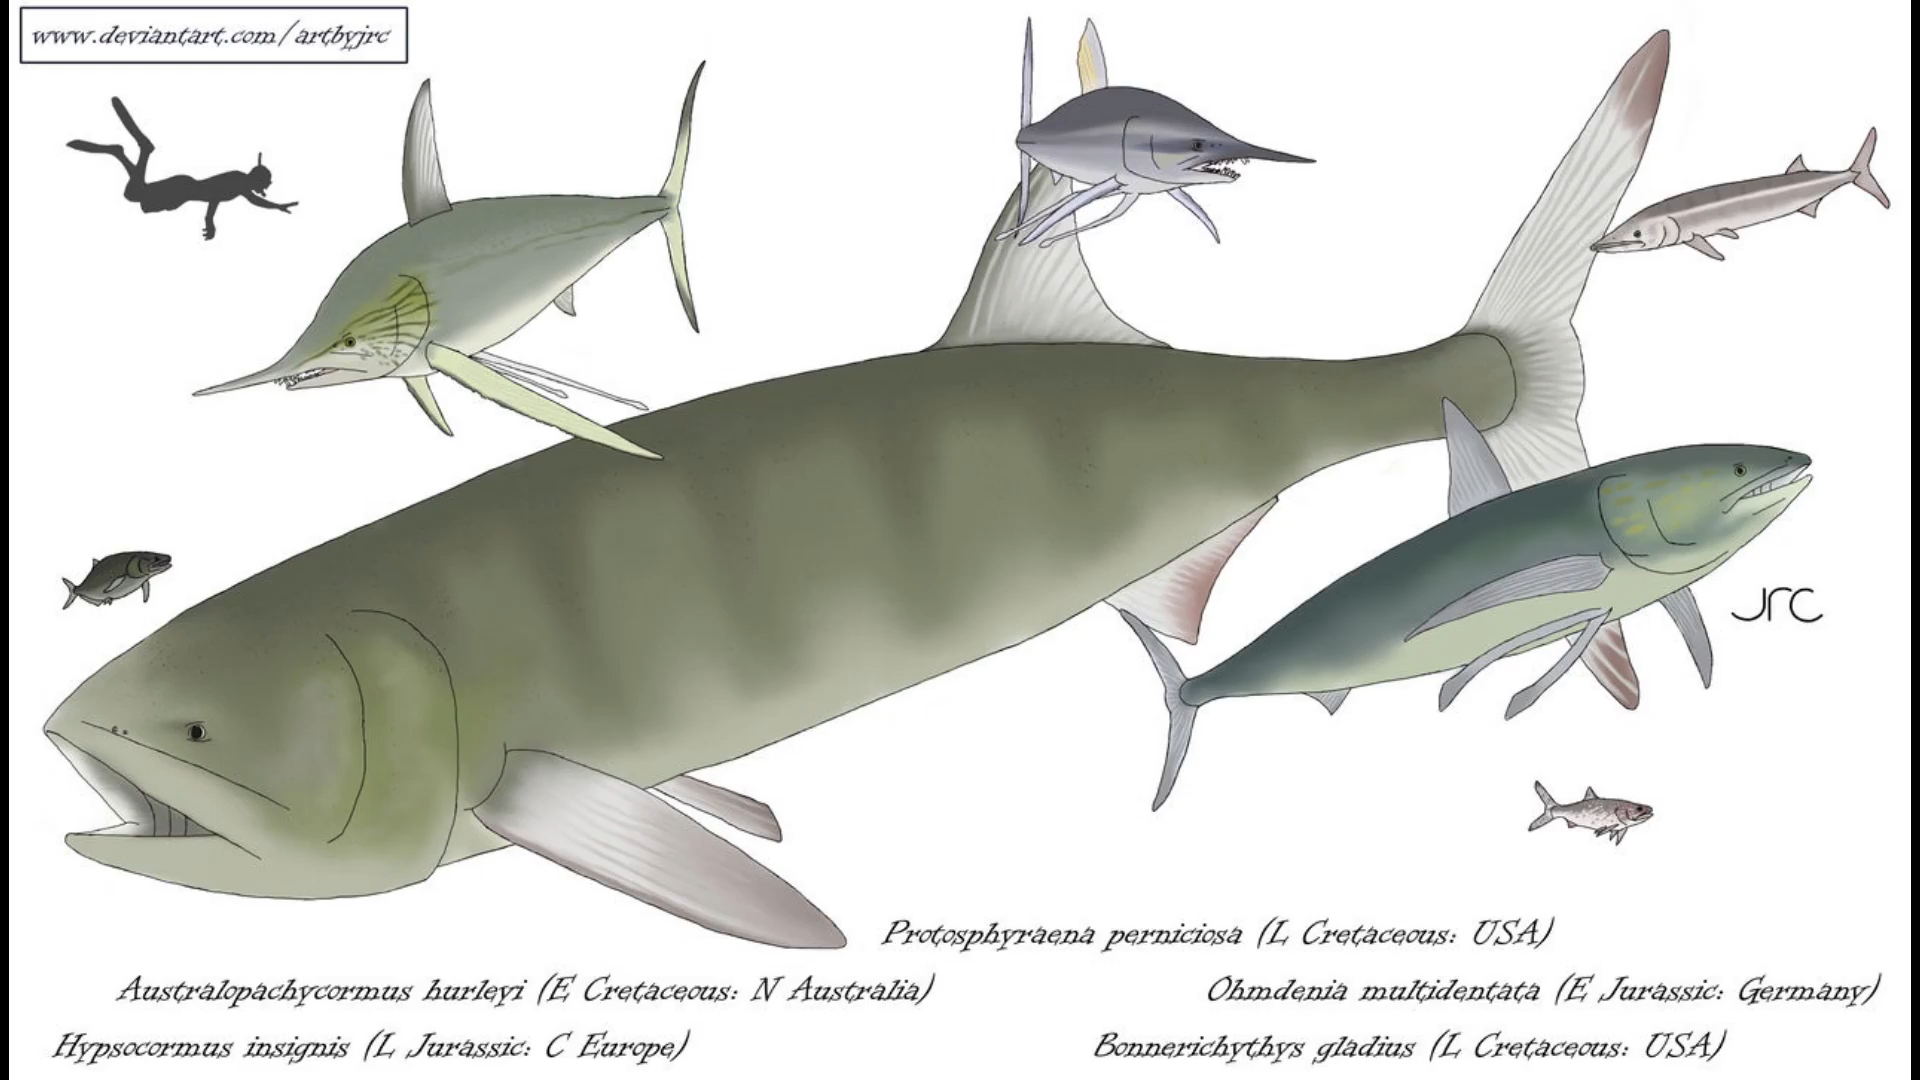 www.deviantart.com/artbyjrc
JrC
Protosphyraena perniciosa (L Cretaceous: USA)
Australopachycormus hurleyi (E Cretaceous: N Australia)
Ohmdenia multidentata (E Jurassic: Germany)
Hypsocormus insignis (L Jurassic: C Europe)
Bonnerichythys gladius (L Cretaceous: USA)